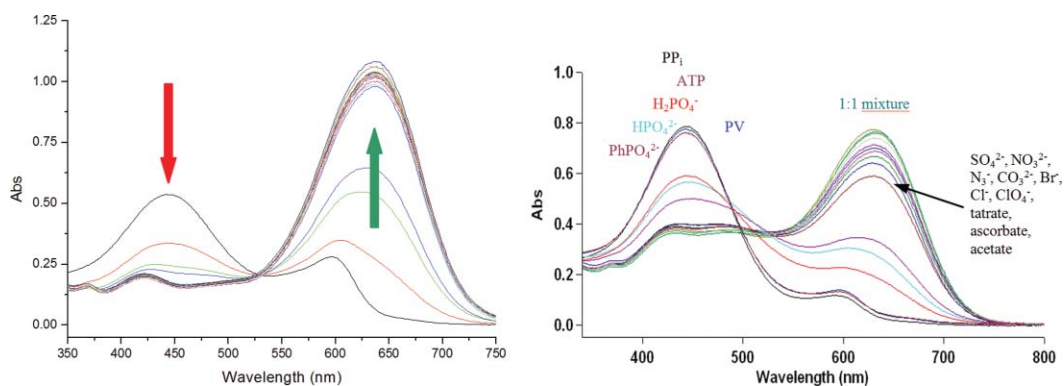 1.25
1.00
0.75
0.50
0.25
0.00
Abs
350 400 450 500 550 600 650 700 750
Wavelength (nm)
PPi
ATP
H₂PO₄⁻
HPO₄²⁻ PV
PhPO₄²⁻
1:1 mixture
SO₄²⁻, NO₃²⁻,
N₃⁻, CO₃²⁻, Br⁻,
Cl⁻, ClO₄⁻,
tatrate,
ascorbate,
acetate
1.0
0.8
0.6
0.4
0.2
0.0
Abs
400 500 600 700 800
Wavelength (nm)